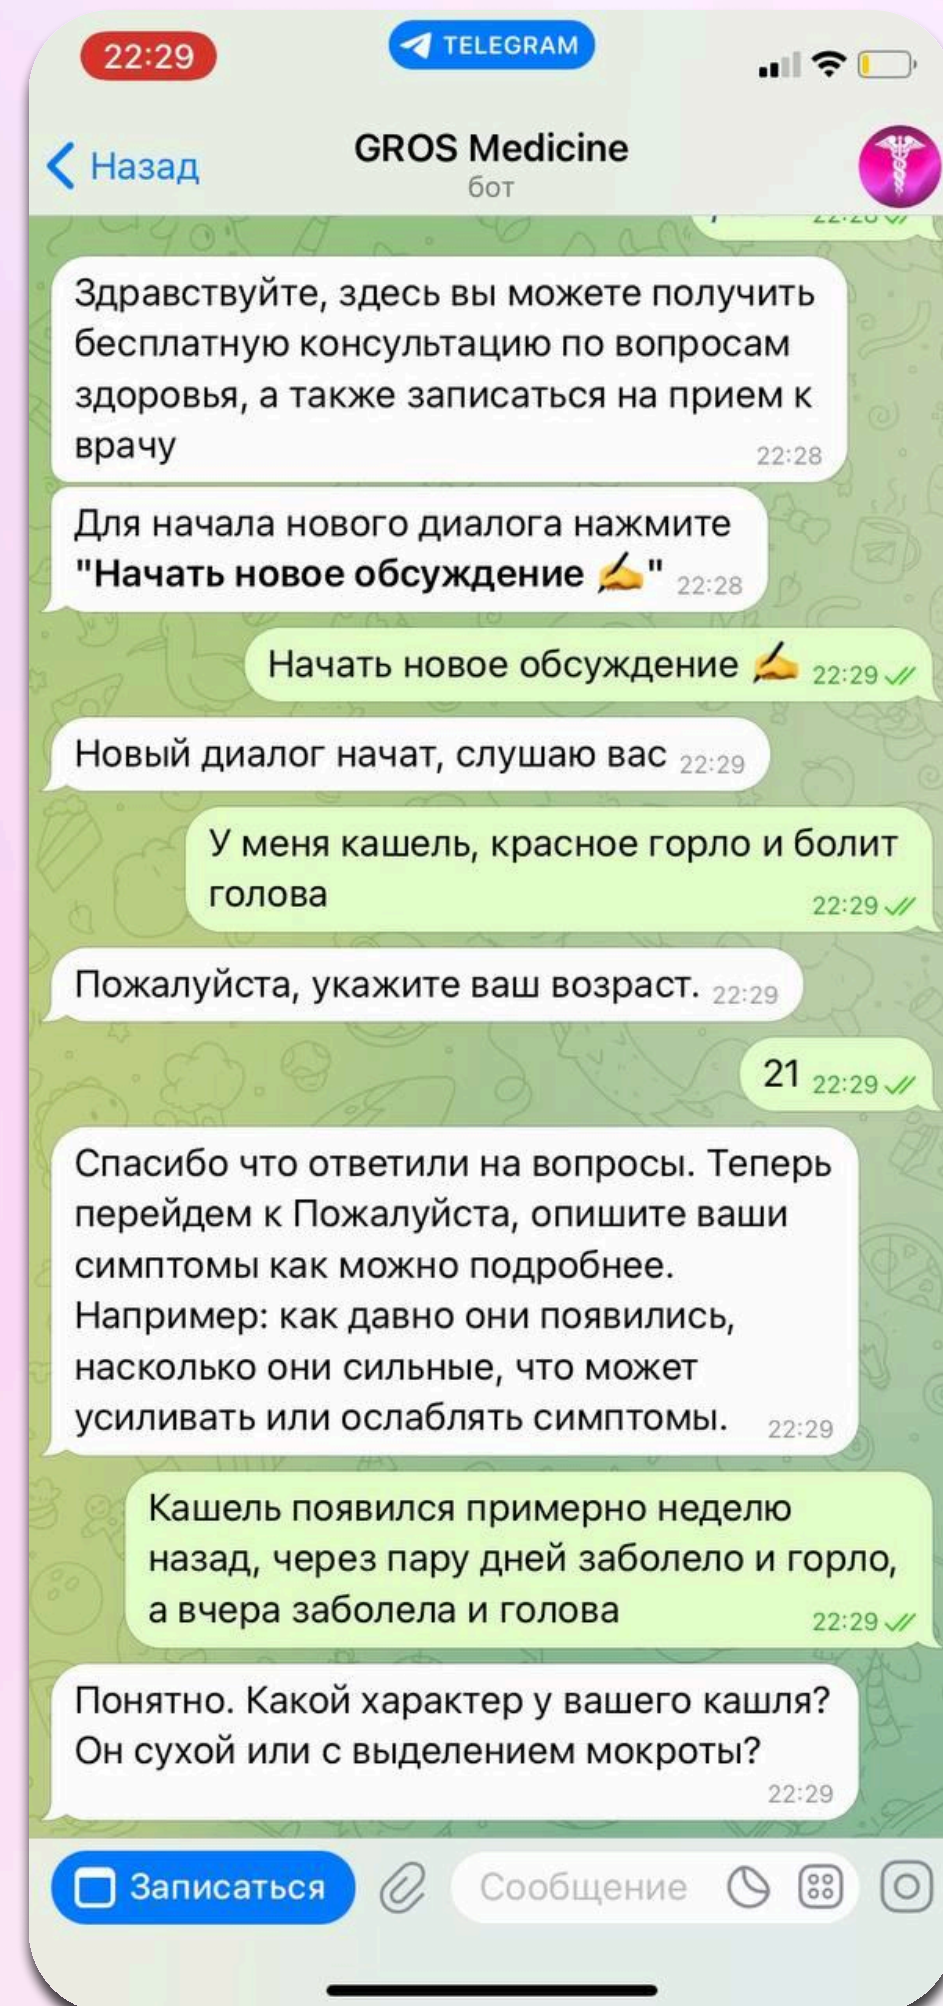 22:29
TELEGRAM
Назад
GROS Medicine
бот
Здравствуйте, здесь вы можете получить
бесплатную консультацию по вопросам
здоровья, а также записаться на прием к
врачу
22:28
Для начала нового диалога нажмите
"Начать новое обсуждение ✍️" 22:28
Начать новое обсуждение ✍️ 22:29
Новый диалог начат, слушаю вас 22:29
У меня кашель, красное горло и болит
голова 22:29
Пожалуйста, укажите ваш возраст. 22:29
21 22:29
Спасибо что ответили на вопросы. Теперь
перейдем к Пожалуйста, опишите ваши
симптомы как можно подробнее.
Например: как давно они появились,
насколько они сильные, что может
усиливать или ослаблять симптомы. 22:29
Кашель появился примерно неделю
назад, через пару дней заболело и горло,
а вчера заболела и голова 22:29
Понятно. Какой характер у вашего кашля?
Он сухой или с выделением мокроты?
22:29
Записаться
Сообщение